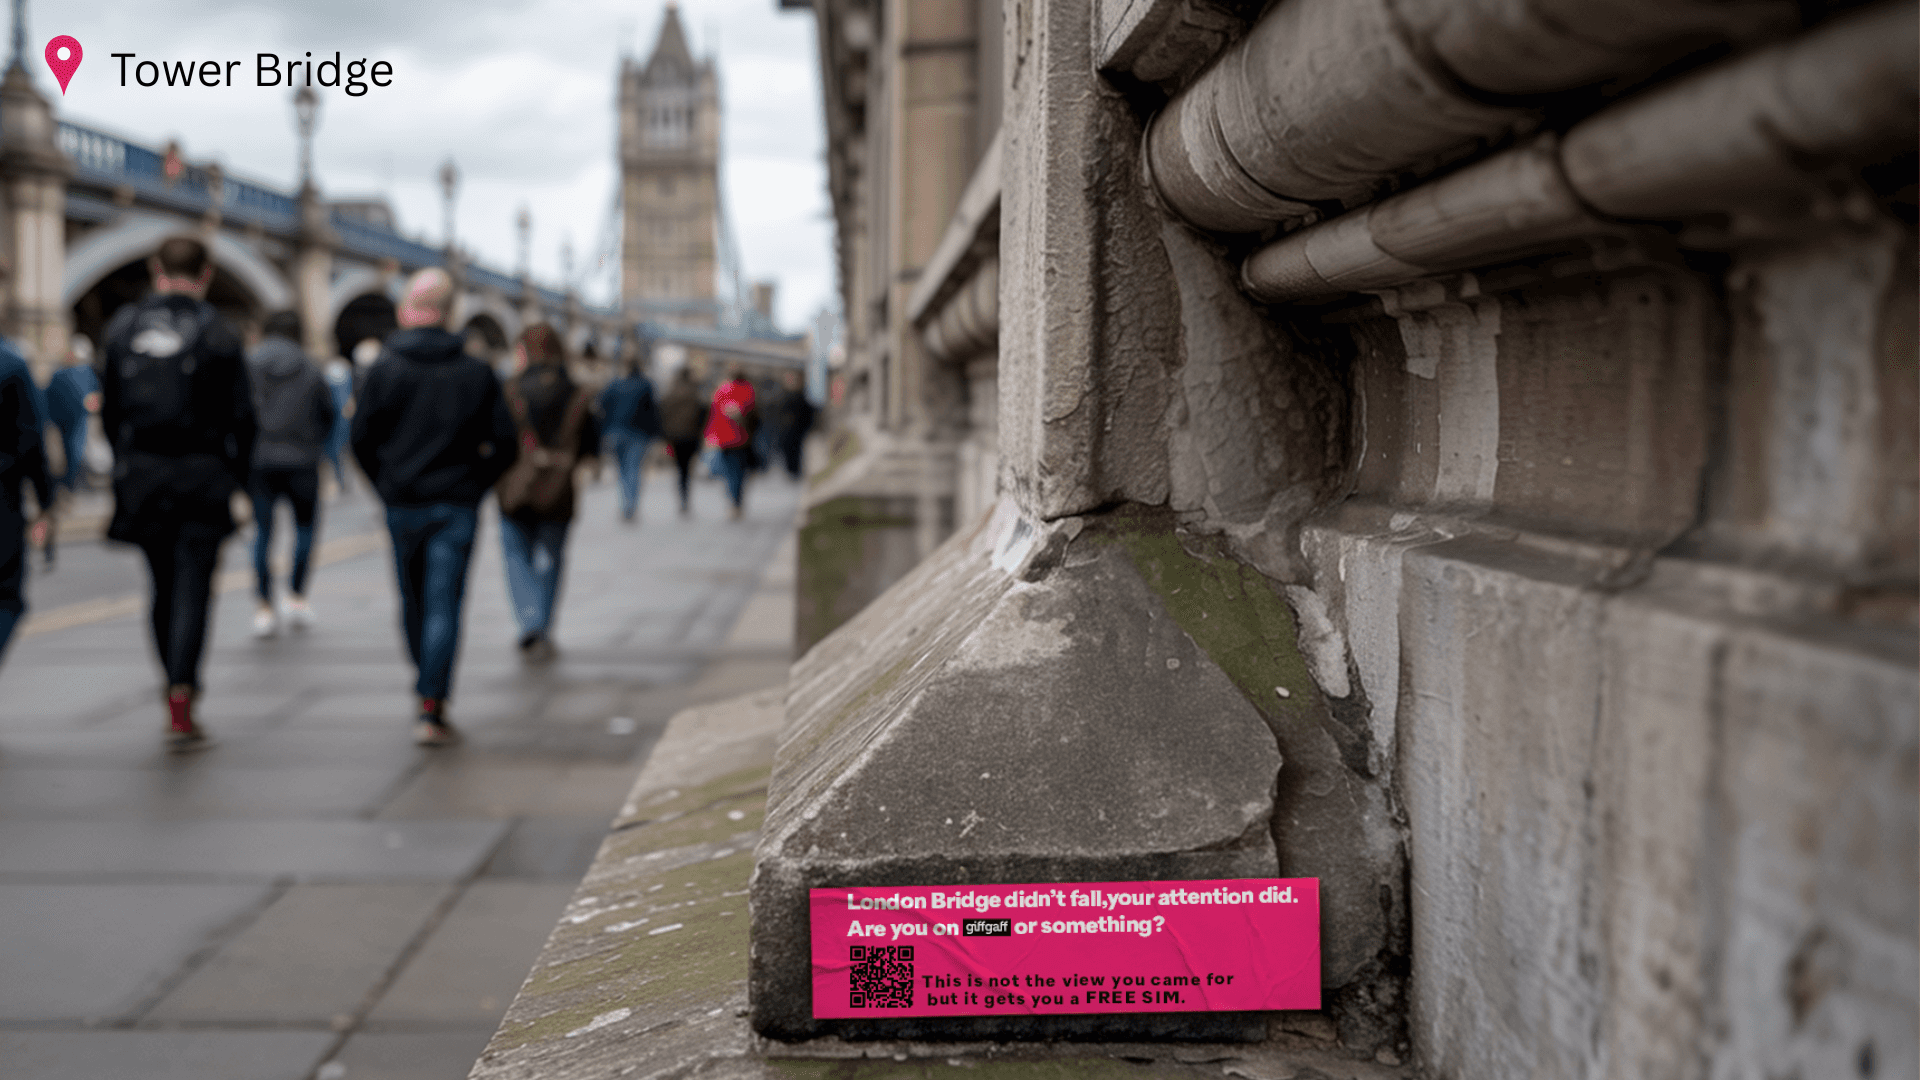 Tower Bridge
London Bridge didn't fall,your attention did.
Are you on giffgaff or something?
This is not the view you came for
but it gets you a FREE SIM.